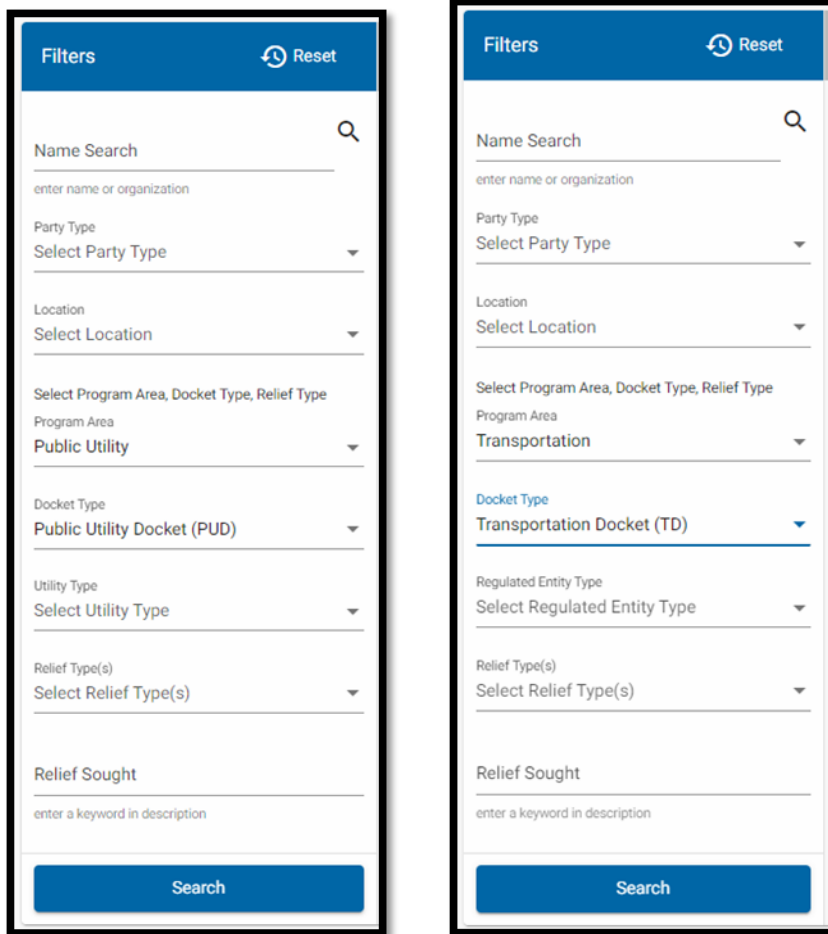 Filters
Reset
Name Search
enter name or organization
Party Type
Select Party Type
Location
Select Location
Select Program Area, Docket Type, Relief Type
Program Area
Public Utility
Docket Type
Public Utility Docket (PUD)
Utility Type
Select Utility Type
Relief Type(s)
Select Relief Type(s)
Relief Sought
enter a keyword in description
Search
Filters
Reset
Name Search
enter name or organization
Party Type
Select Party Type
Location
Select Location
Select Program Area, Docket Type, Relief Type
Program Area
Transportation
Docket Type
Transportation Docket (TD)
Regulated Entity Type
Select Regulated Entity Type
Relief Type(s)
Select Relief Type(s)
Relief Sought
enter a keyword in description
Search